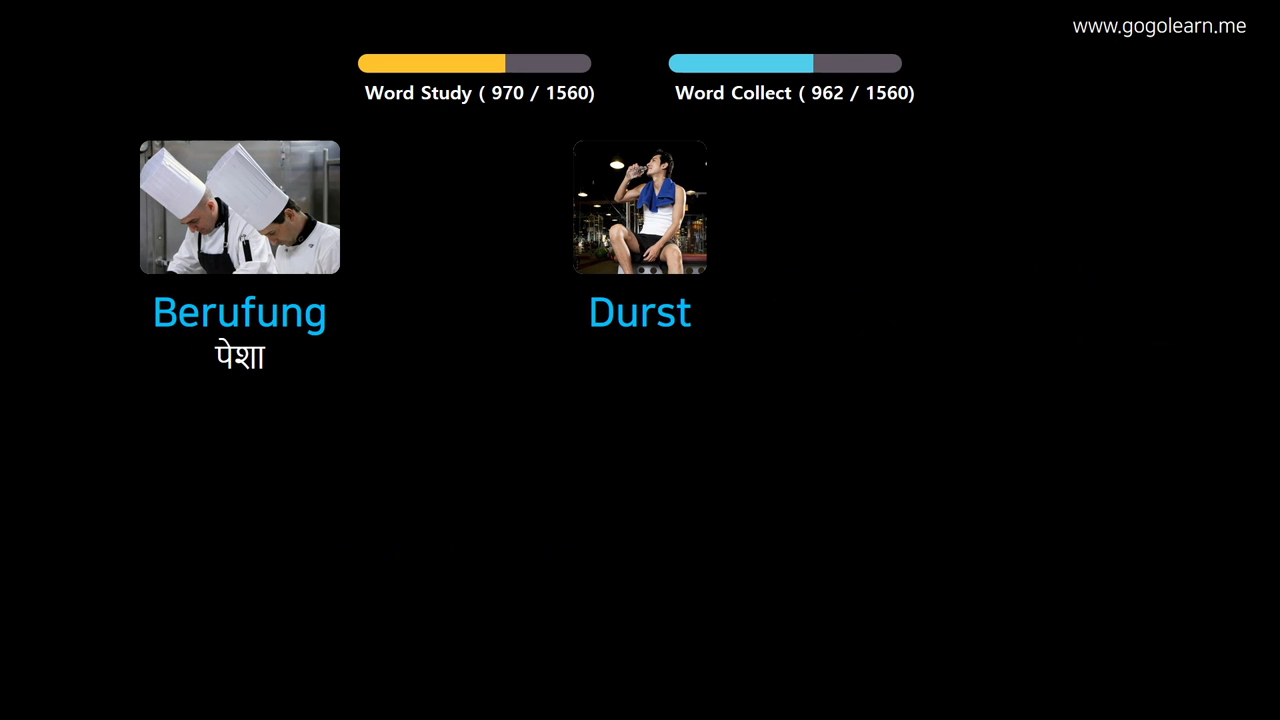 www.gogolearn.me
Word Study ( 970 / 1560)
Word Collect ( 962 / 1560)
Berufung
पेशा
Durst